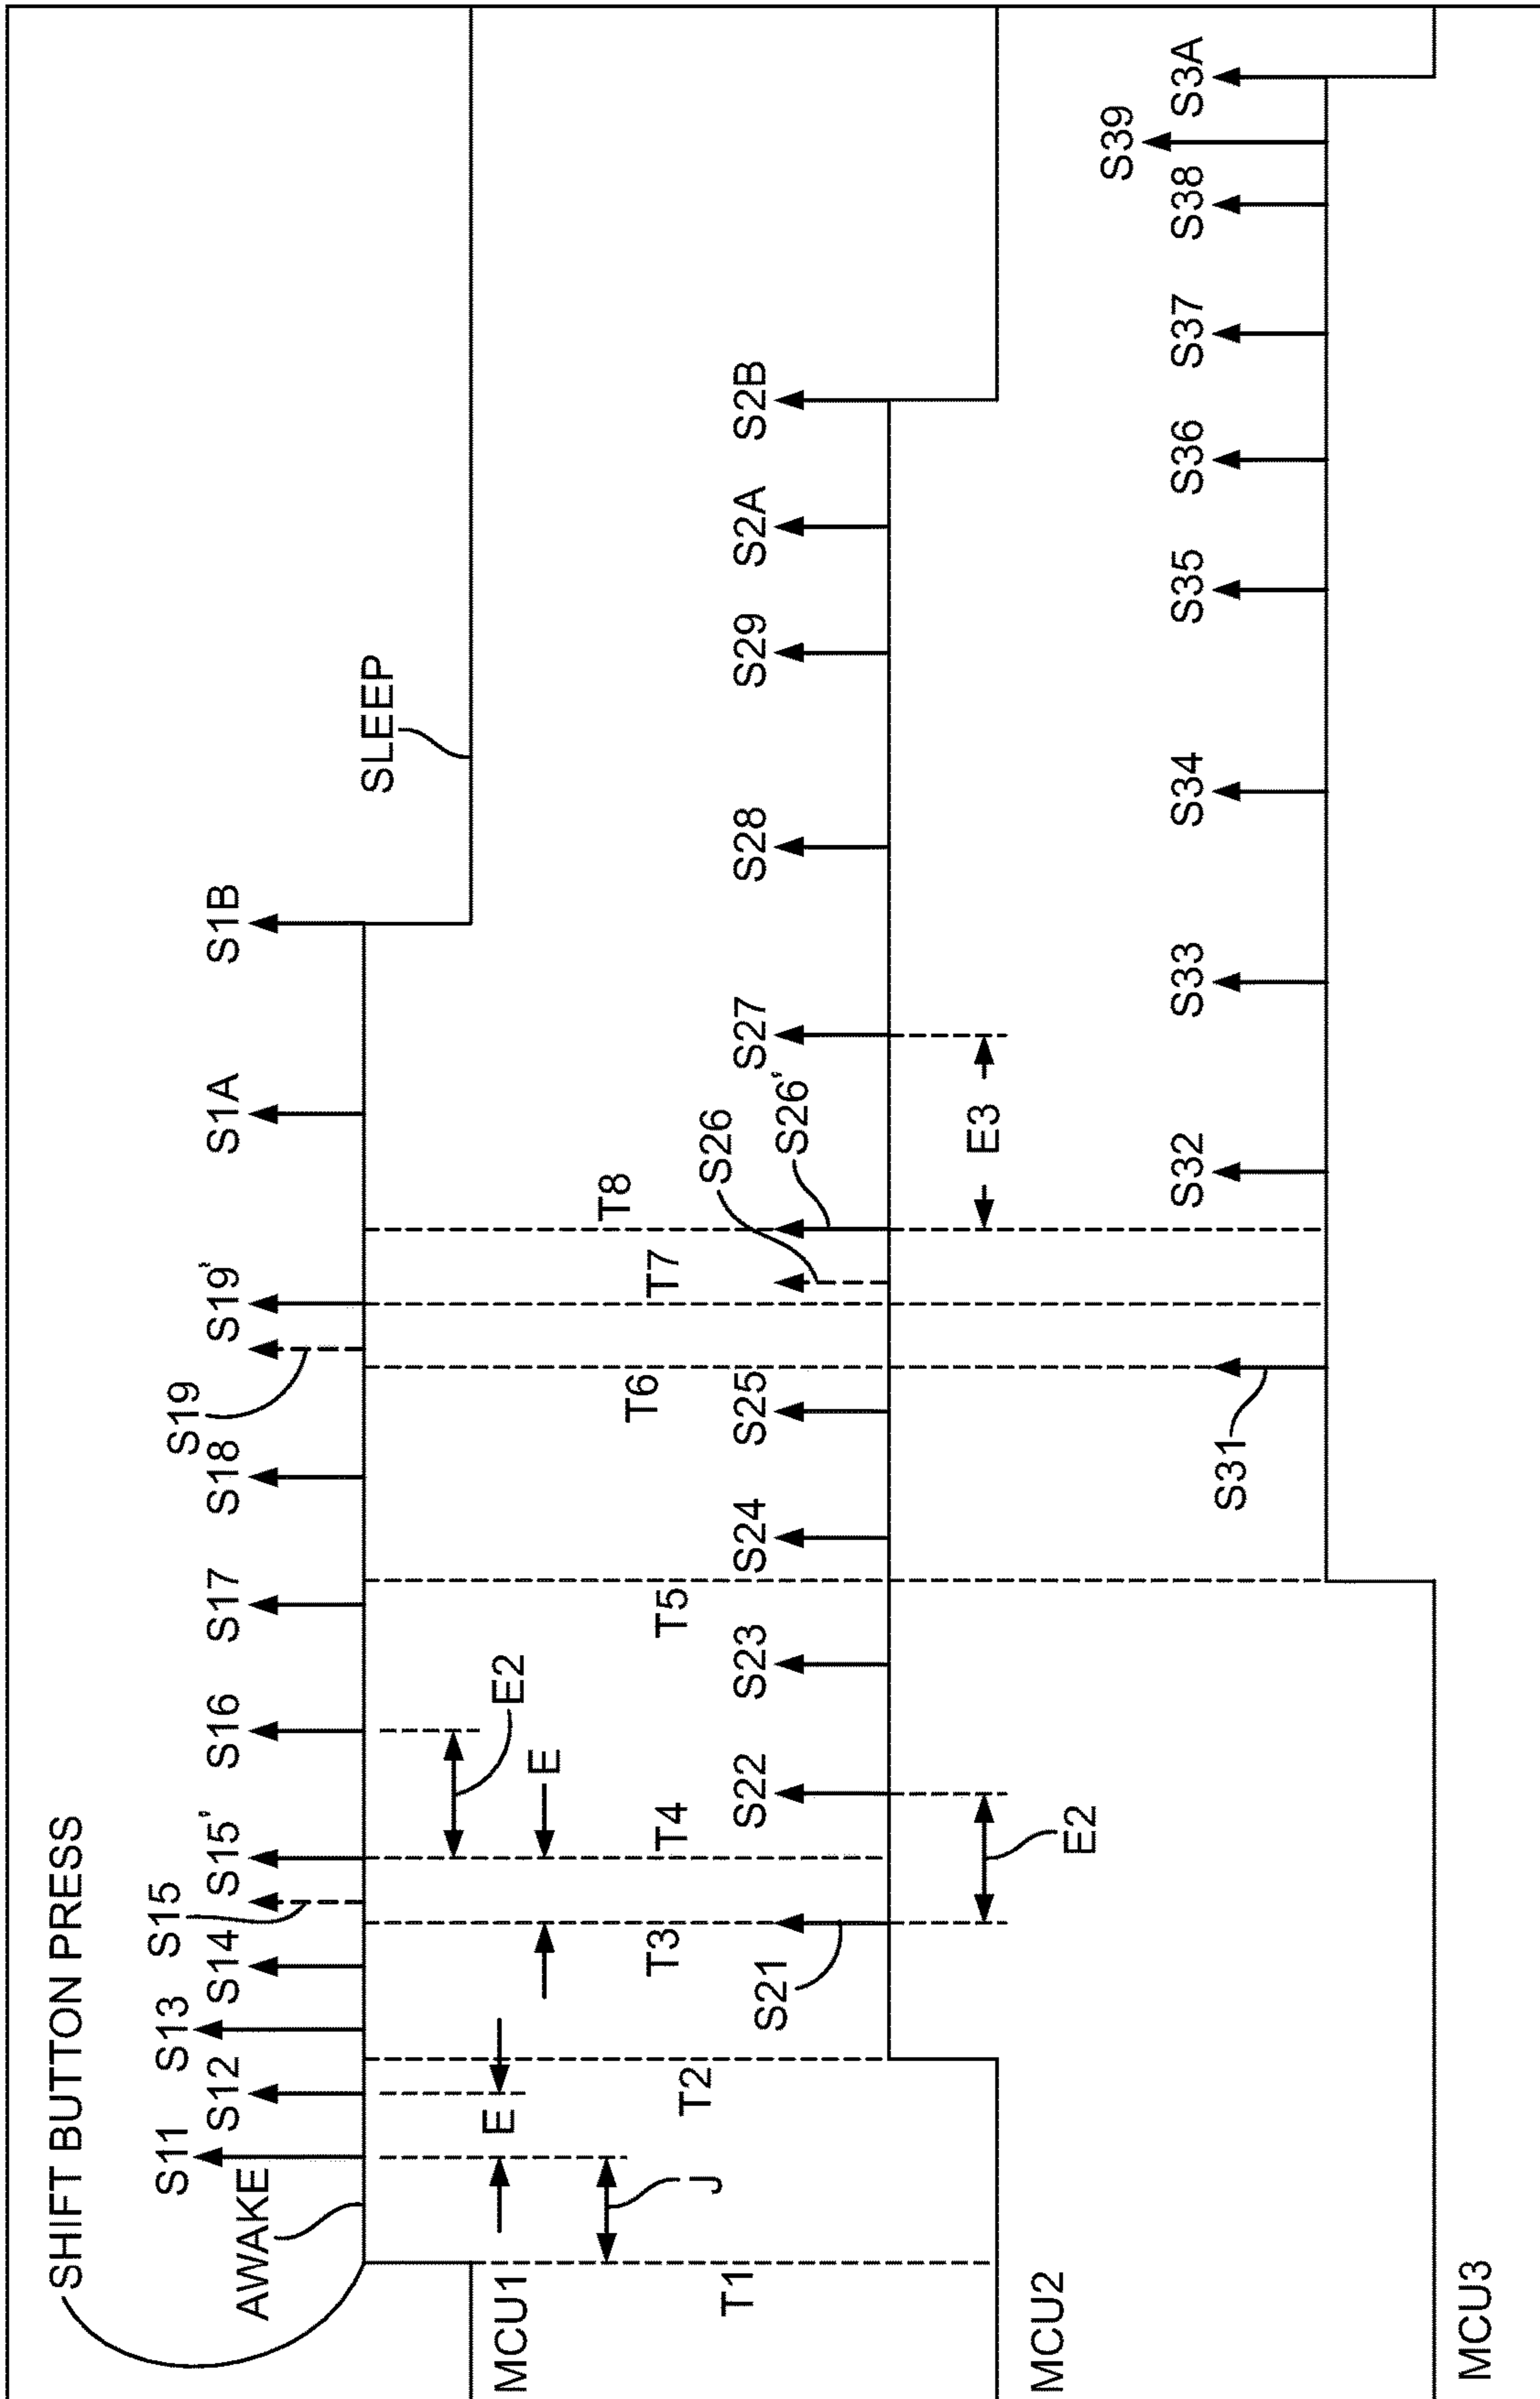 SHIFT BUTTON PRESS
AWAKE
S11
S12
S13
S14
S15
S15'
S16
S17
S18
S19
S19'
S1A
S1B
SLEEP
MCU1
J
E
E
E2
T1
T2
T3
T4
T5
T6
T7
T8
S21
S22
S23
S24
S25
S26
S26'
S27
S28
S29
S2A
S2B
MCU2
E2
E3
S31
S32
S33
S34
S35
S36
S37
S38
S39
S3A
MCU3